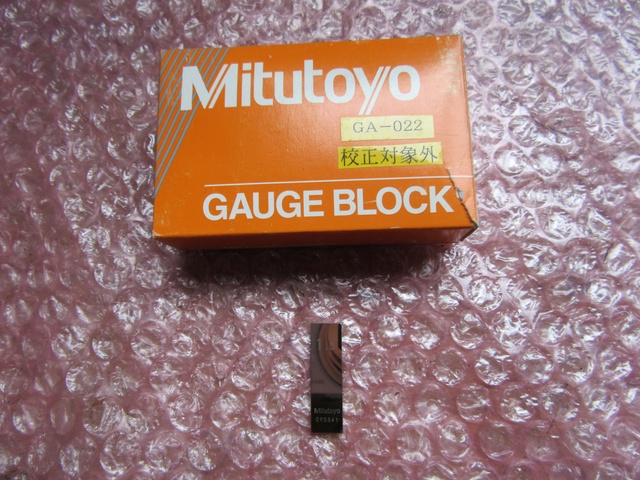 Mitutoyo
GA-022
校正対象外
GAUGE BLOCK
Mitutoyo